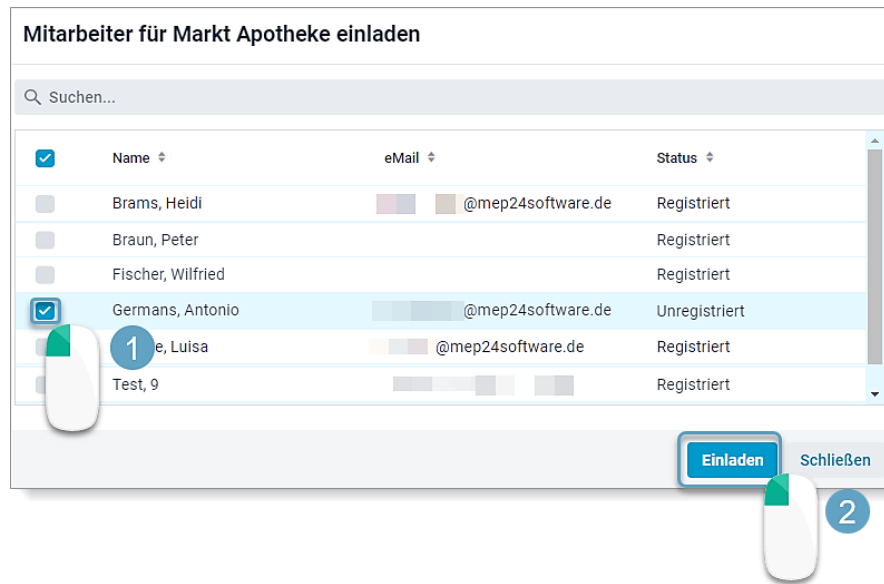 Mitarbeiter für Markt Apotheke einladen
Suchen...
Name eMail Status
Brams, Heidi @mep24software.de Registriert
Braun, Peter Registriert
Fischer, Wilfried Registriert
Germans, Antonio @mep24software.de Unregistriert
1
e, Luisa @mep24software.de Registriert
Test, 9 Registriert
Einladen Schließen
2